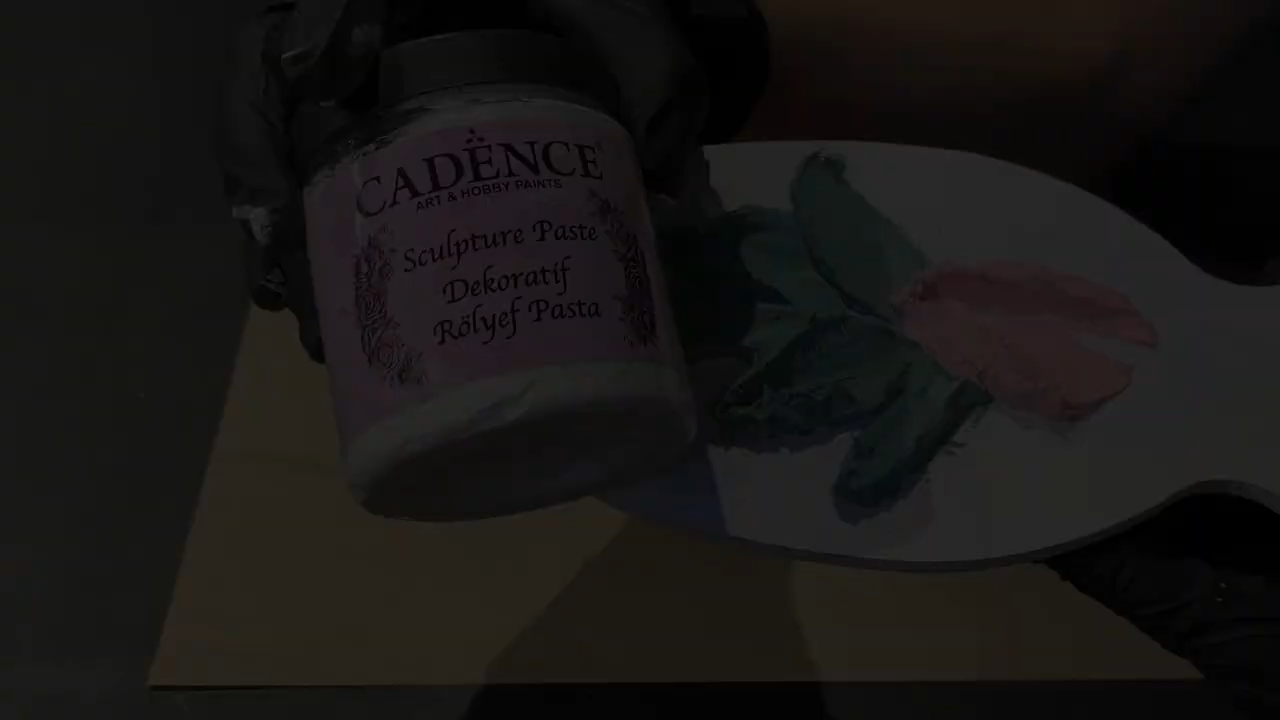 CADENCE
ART & HOBBY PAINTS
Sculpture Paste
Dekoratif
Rölyef Pasta